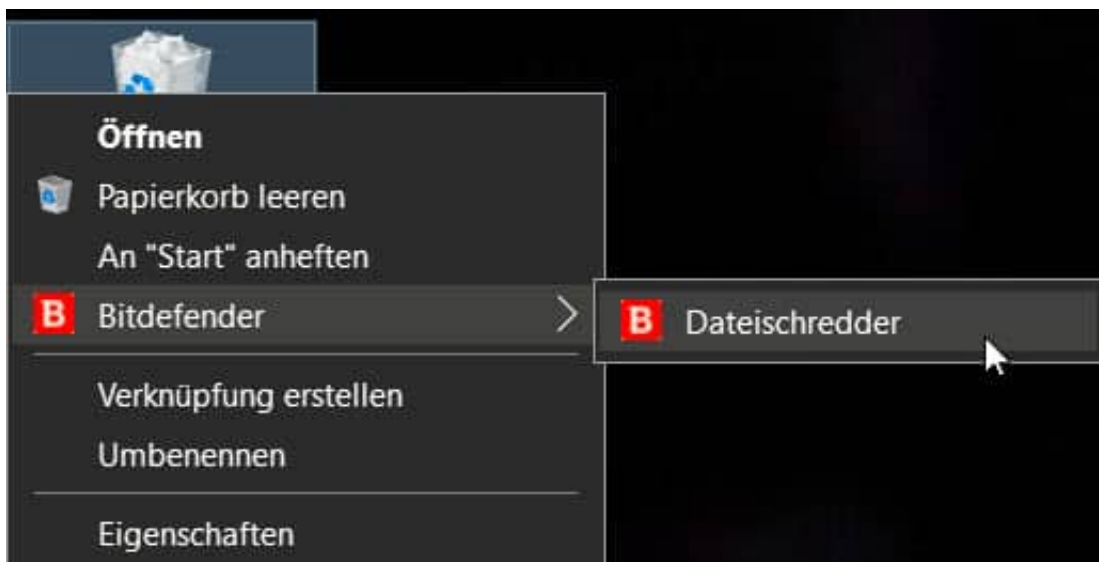 Öffnen
Papierkorb leeren
An "Start" anheften
B Bitdefender
B Dateischredder
Verknüpfung erstellen
Umbenennen
Eigenschaften